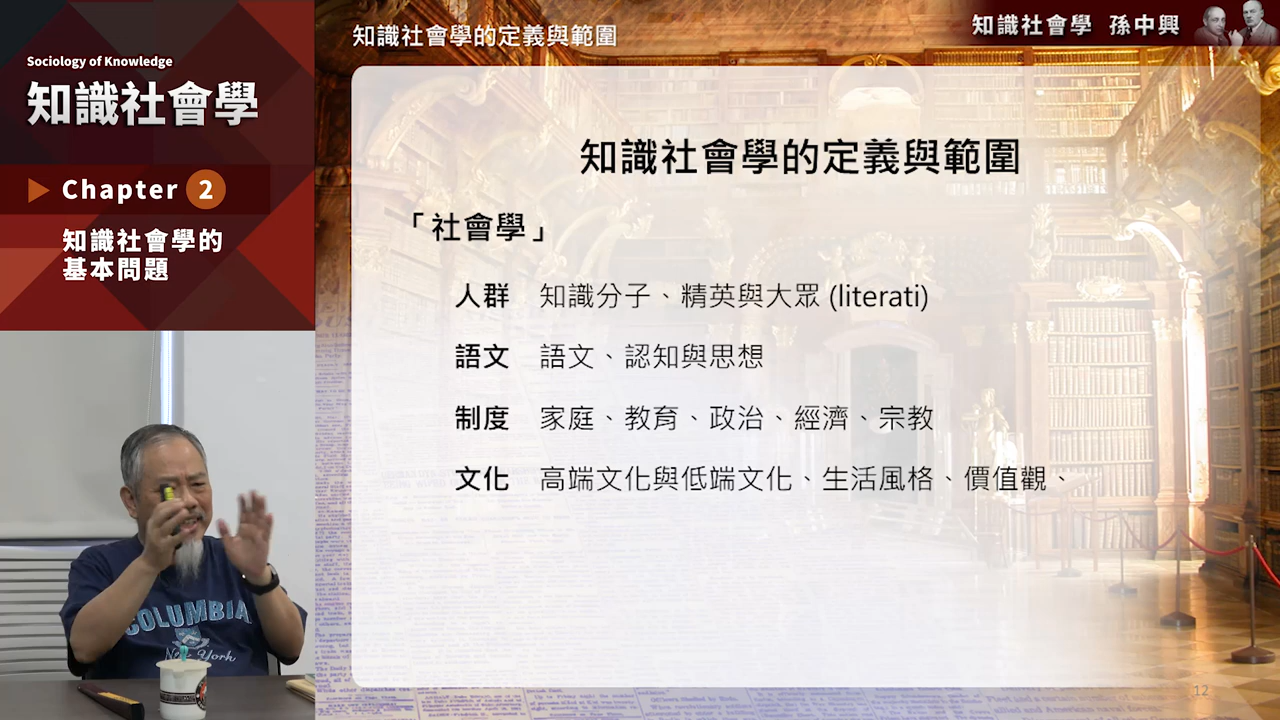 Sociology of Knowledge
知識社會學
Chapter 2
知識社會學的
基本問題
知識社會學的定義與範圍
知識社會學 孫中興
知識社會學的定義與範圍
「社會學」
人群 知識分子、精英與大眾 (literati)
語文 語文、認知與思想
制度 家庭、教育、政治、經濟、宗教
文化 高端文化與低端文化、生活風格、價值觀、
12
COLUMBIA
New York